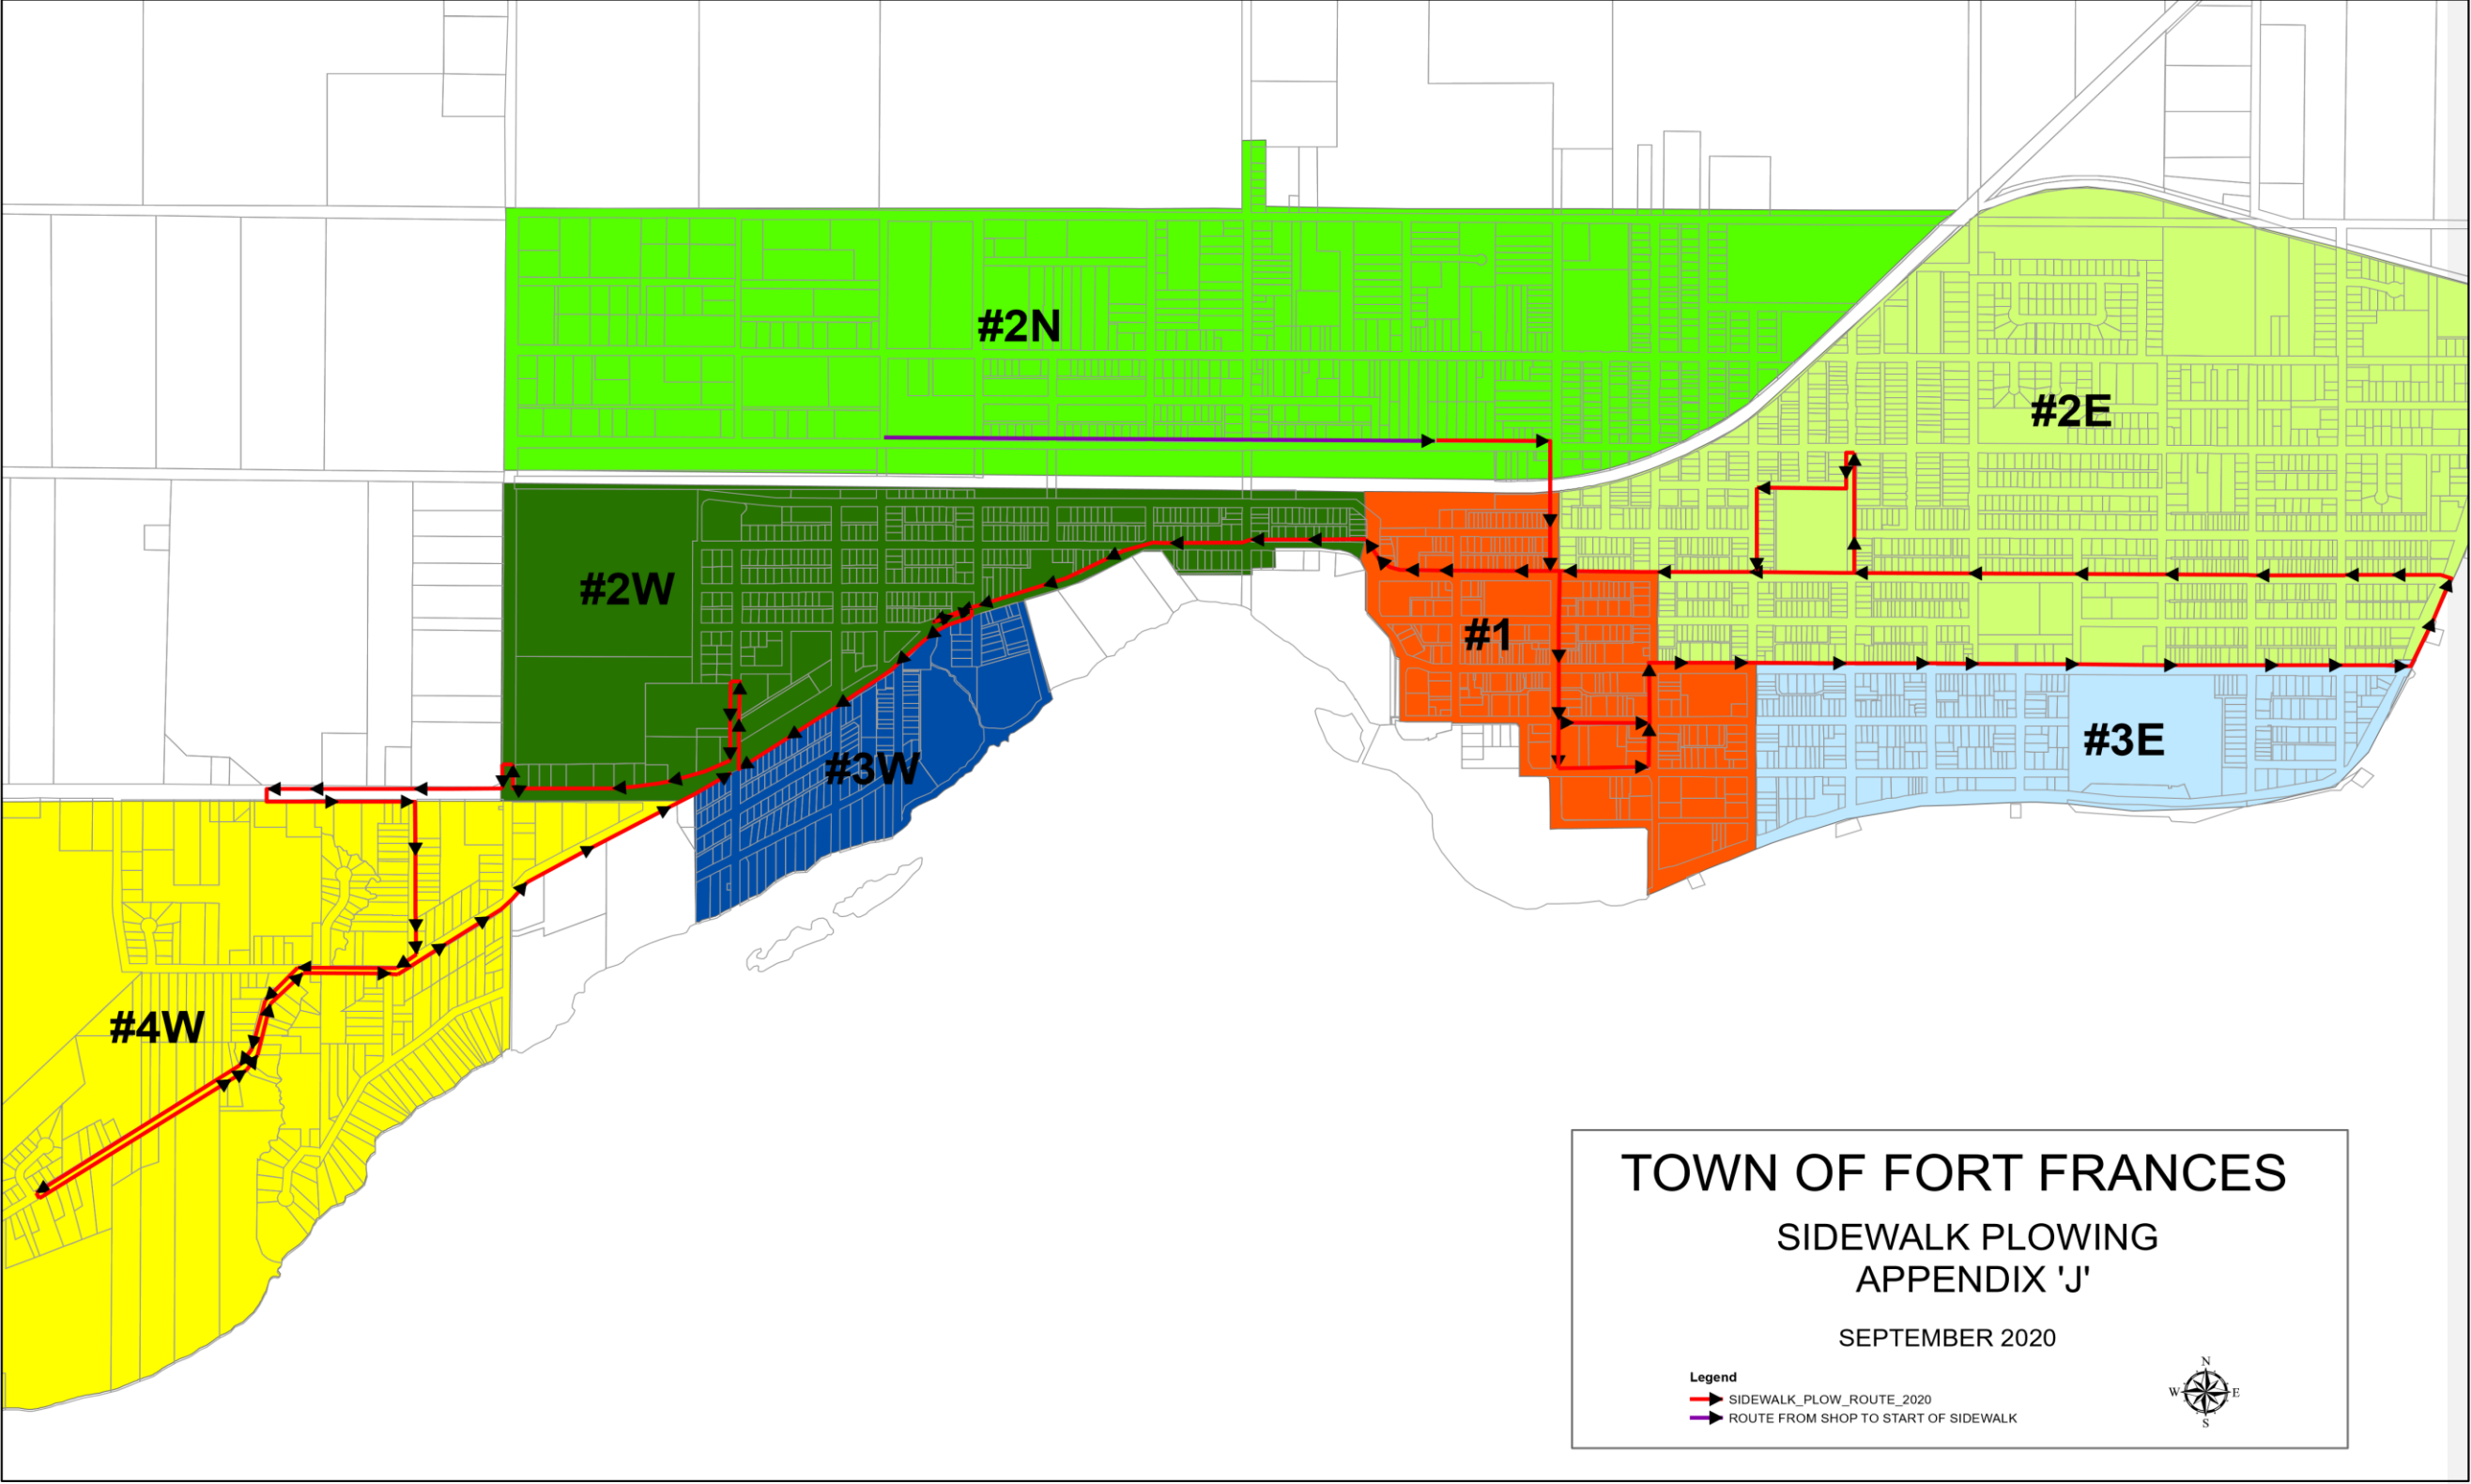 #2N
#2E
#2W
#1
#3W
#3E
#4W
TOWN OF FORT FRANCES
SIDEWALK PLOWING
APPENDIX 'J'
SEPTEMBER 2020
Legend
SIDEWALK_PLOW_ROUTE_2020
ROUTE FROM SHOP TO START OF SIDEWALK
N
W E
S